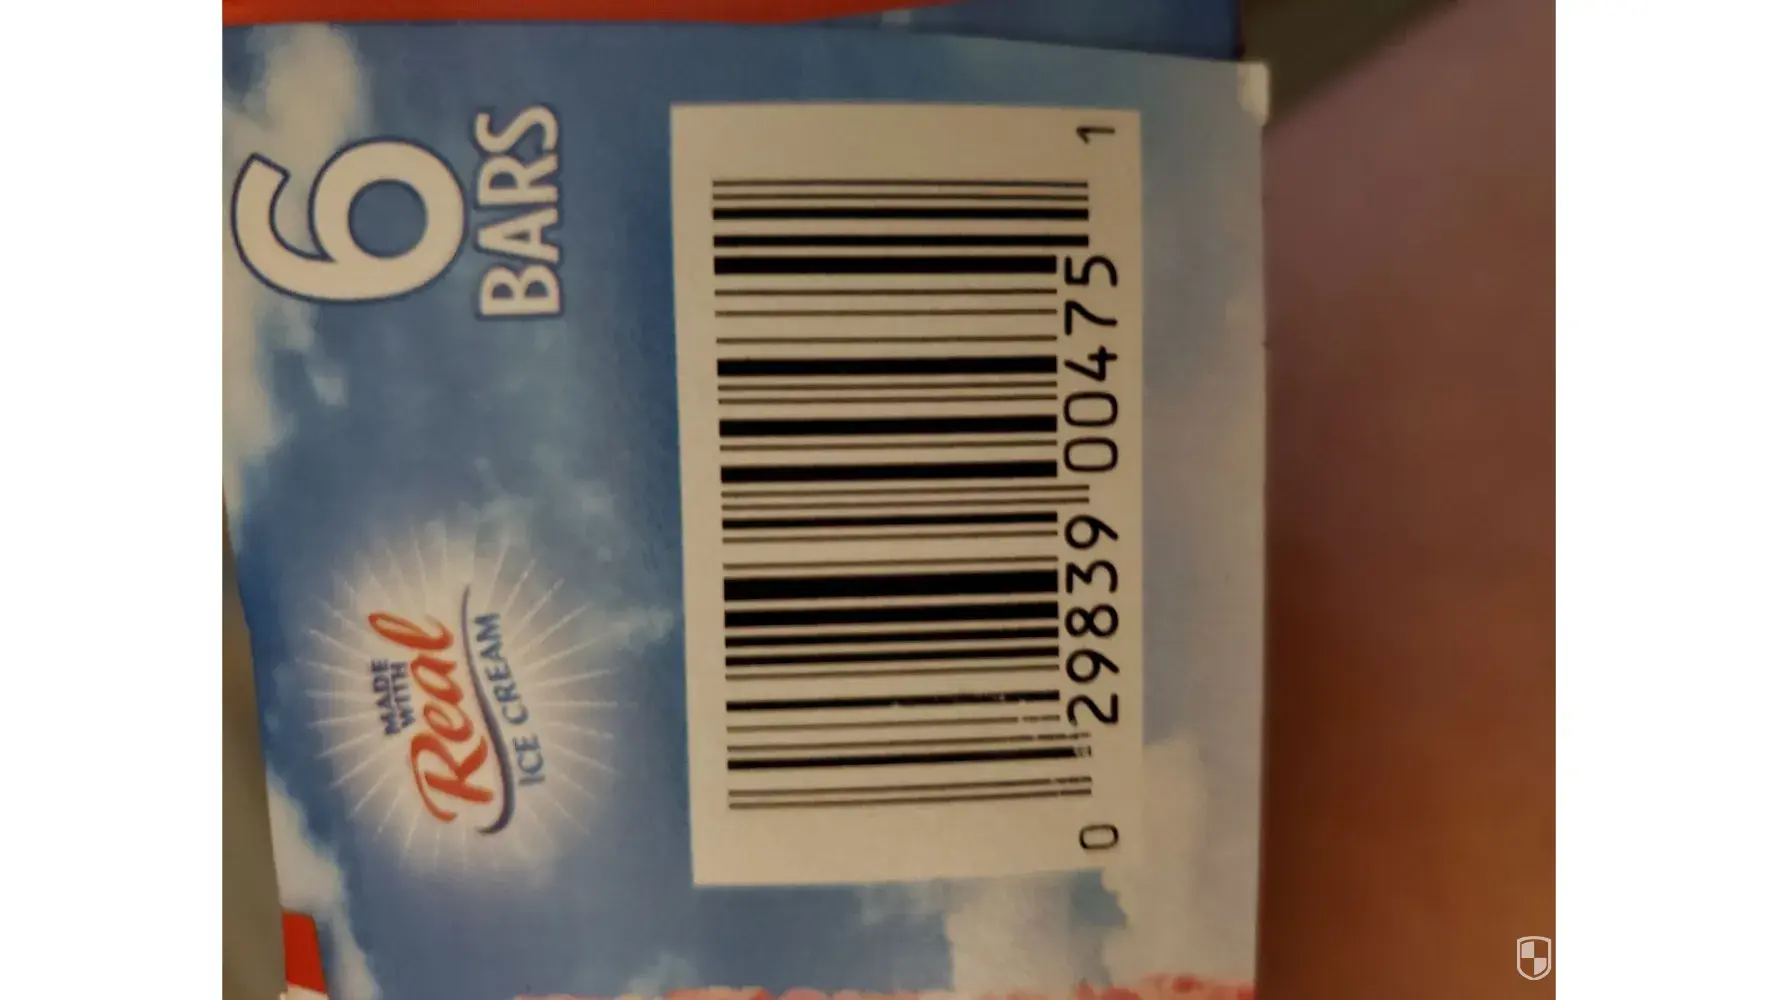 6
BARS
MADE
WITH
Real
ICE CREAM
0 29839 00475 1